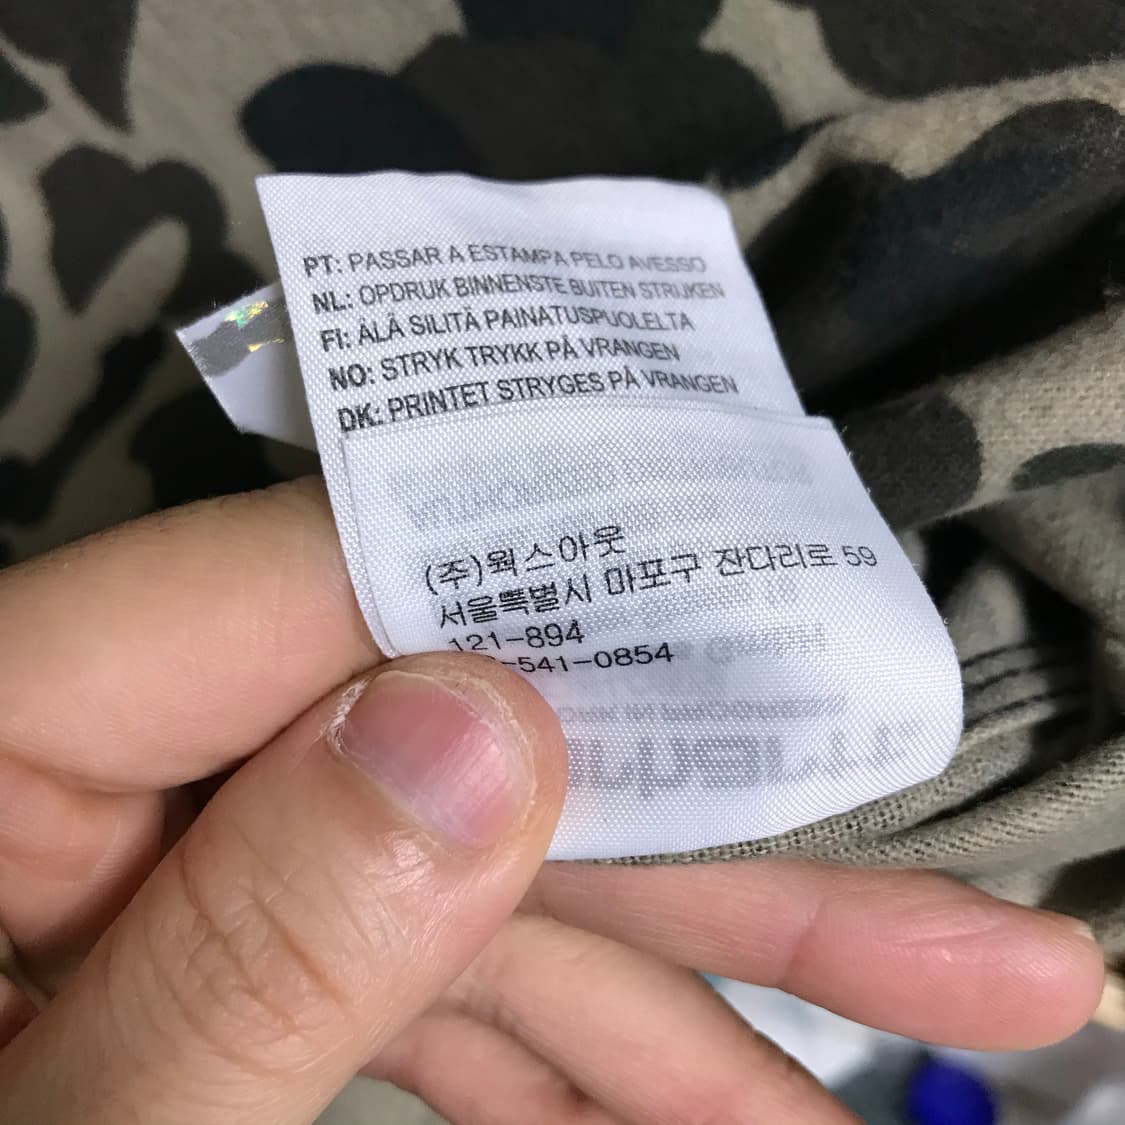 PT: PASSAR A ESTAMPA PELO AVESSO
NL: OPDRUK BINNENSTE BUITEN STRIJKEN
FI: ÄLÄ SILITÄ PAINATUSPUOLELTA
NO: STRYK TRYKK PÅ VRANGEN
DK: PRINTET STRYGES PÅ VRANGEN
(주)웍스아웃
서울특별시 마포구 잔다리로 59
121-894
-541-0854